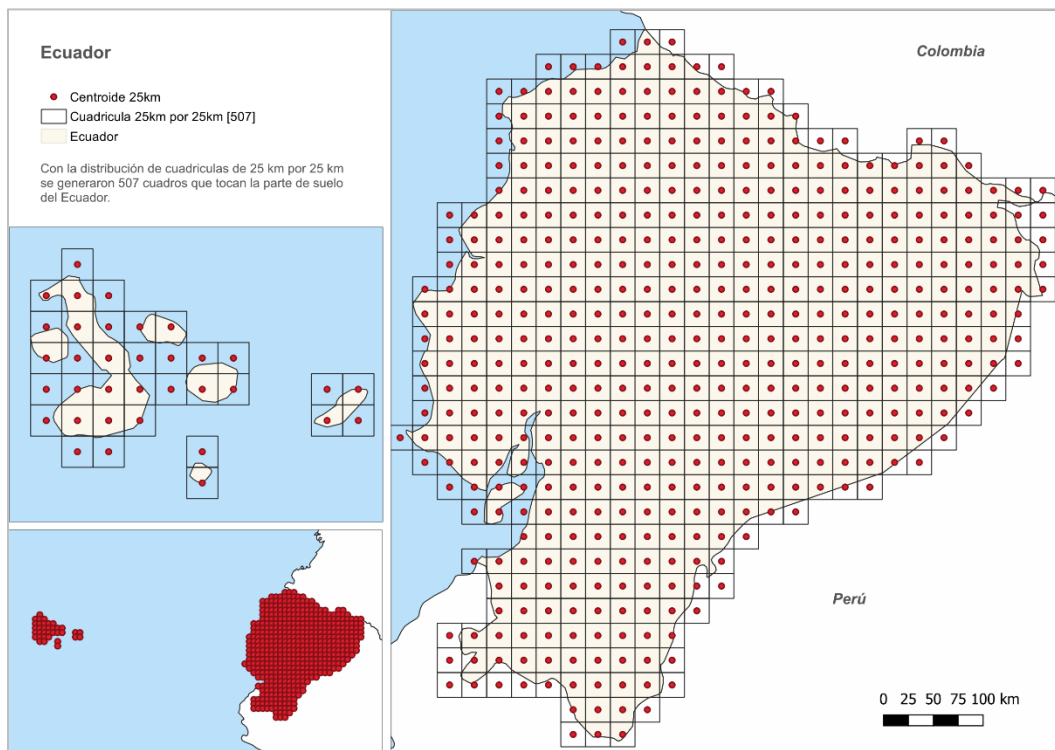 Ecuador
Centroide 25km
Cuadricula 25km por 25km [507]
Ecuador
Con la distribución de cuadriculas de 25 km por 25 km
se generaron 507 cuadros que tocan la parte de suelo
del Ecuador.
Colombia
Perú
0 25 50 75 100 km